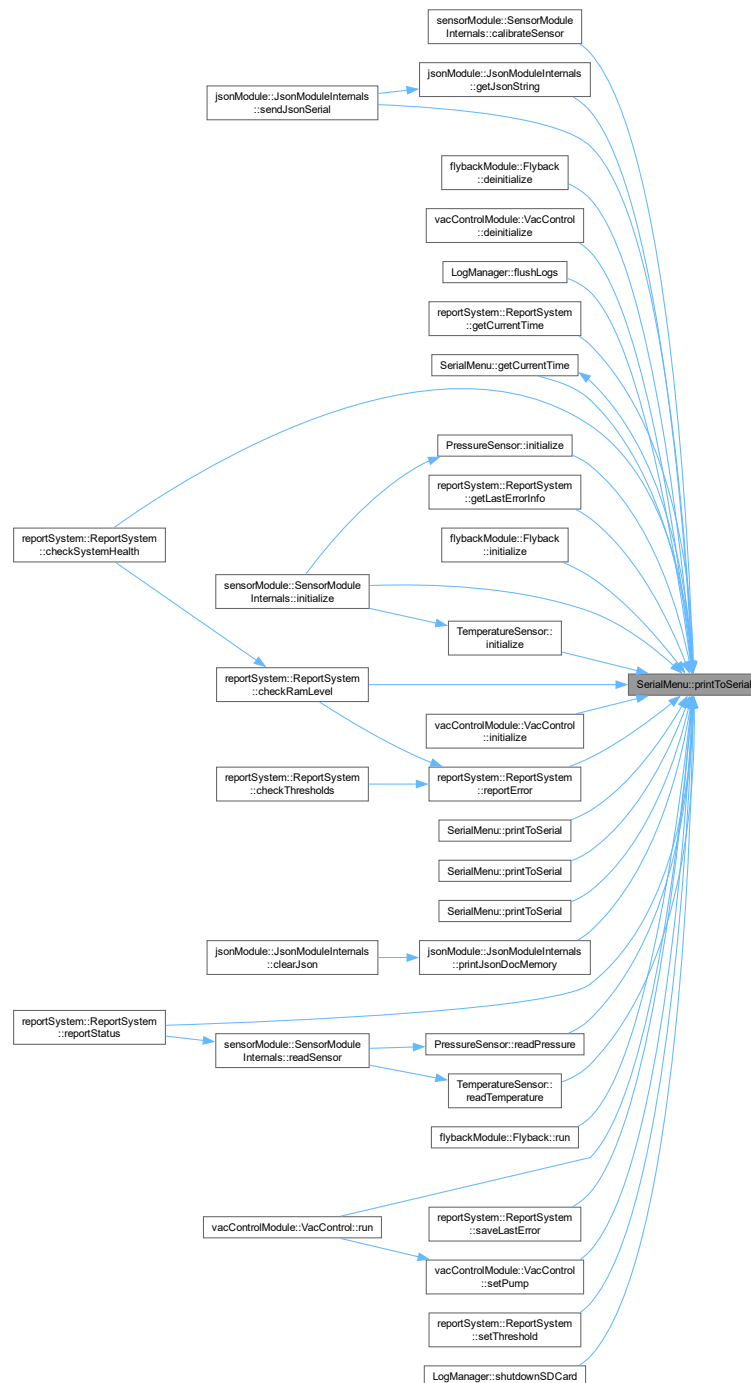 sensorModule::SensorModule
Internals::calibrateSensor
jsonModule::JsonModuleInternals
::getJsonString
jsonModule::JsonModuleInternals
::sendJsonSerial
flybackModule::Flyback
::deinitialize
vacControlModule::VacControl
::deinitialize
LogManager::flushLogs
reportSystem::ReportSystem
::getCurrentTime
SerialMenu::getCurrentTime
PressureSensor::initialize
reportSystem::ReportSystem
::getLastErrorInfo
flybackModule::Flyback
::initialize
reportSystem::ReportSystem
::checkSystemHealth
sensorModule::SensorModule
Internals::initialize
TemperatureSensor::
initialize
reportSystem::ReportSystem
::checkRamLevel
SerialMenu::printToSerial
vacControlModule::VacControl
::initialize
reportSystem::ReportSystem
::checkThresholds
reportSystem::ReportSystem
::reportError
SerialMenu::printToSerial
SerialMenu::printToSerial
SerialMenu::printToSerial
jsonModule::JsonModuleInternals
::clearJson
jsonModule::JsonModuleInternals
::printJsonDocMemory
reportSystem::ReportSystem
::reportStatus
sensorModule::SensorModule
Internals::readSensor
PressureSensor::readPressure
TemperatureSensor::
readTemperature
flybackModule::Flyback::run
vacControlModule::VacControl::run
reportSystem::ReportSystem
::saveLastError
vacControlModule::VacControl
::setPump
reportSystem::ReportSystem
::setThreshold
LogManager::shutdownSDCard